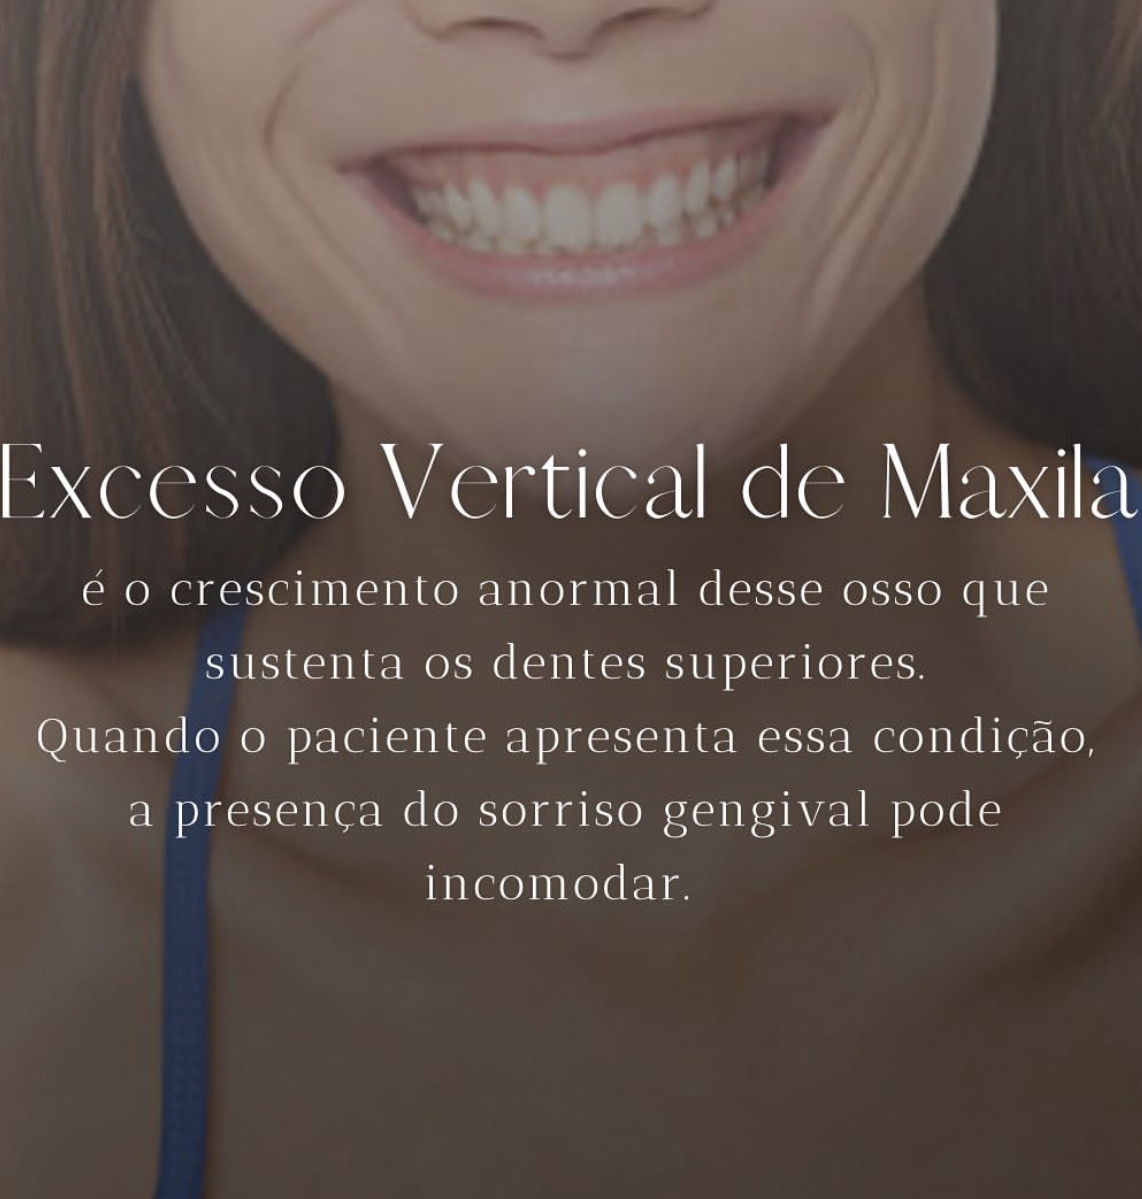 Excesso Vertical de Maxila
é o crescimento anormal desse osso que
sustenta os dentes superiores.
Quando o paciente apresenta essa condição,
a presença do sorriso gengival pode
incomodar.